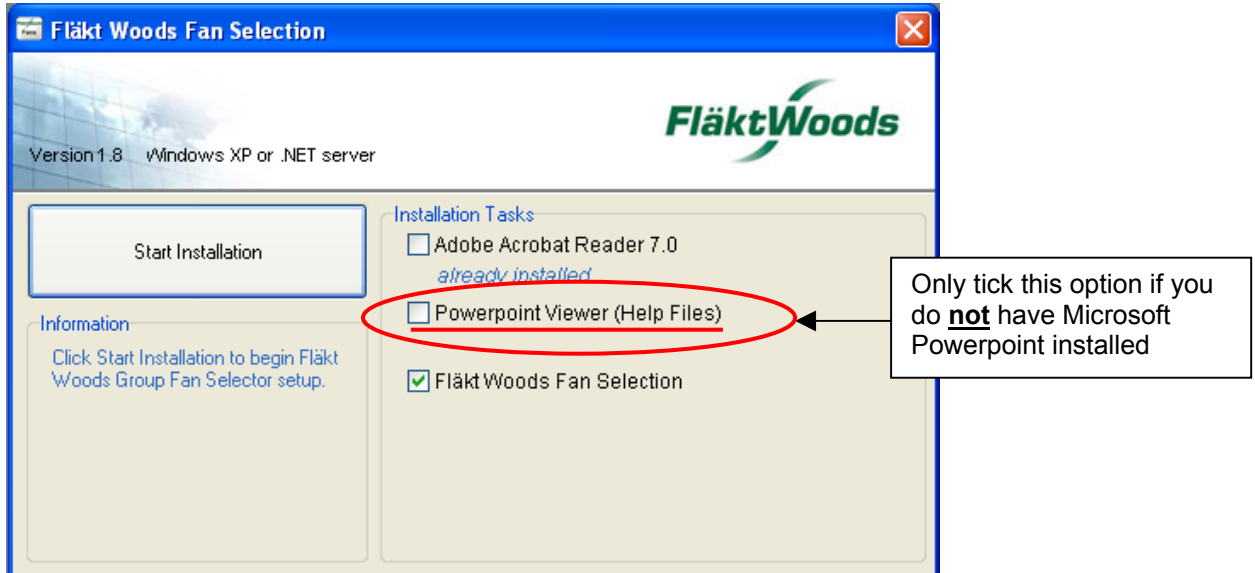 Fläkt Woods Fan Selection
FläktWoods
Version 1.8 Windows XP or .NET server
Start Installation
Installation Tasks
Adobe Acrobat Reader 7.0
already installed
Powerpoint Viewer (Help Files)
Fläkt Woods Fan Selection
Information
Click Start Installation to begin Fläkt
Woods Group Fan Selector setup.
Only tick this option if you
do not have Microsoft
Powerpoint installed